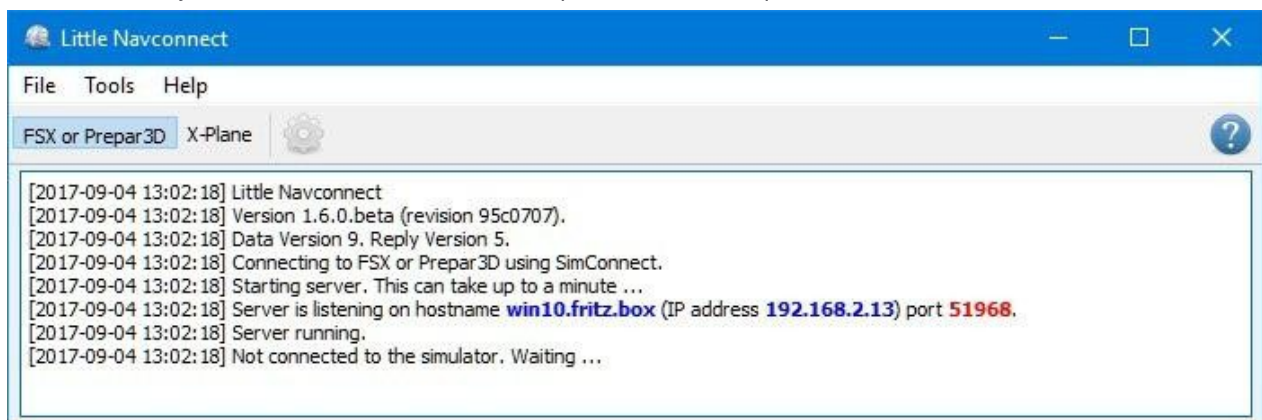 Little Navconnect
File Tools Help
FSX or Prepar3D X-Plane
[2017-09-04 13:02:18] Little Navconnect
[2017-09-04 13:02:18] Version 1.6.0.beta (revision 95c0707).
[2017-09-04 13:02:18] Data Version 9. Reply Version 5.
[2017-09-04 13:02:18] Connecting to FSX or Prepar3D using SimConnect.
[2017-09-04 13:02:18] Starting server. This can take up to a minute ...
[2017-09-04 13:02:18] Server is listening on hostname win10.fritz.box (IP address 192.168.2.13) port 51968.
[2017-09-04 13:02:18] Server running.
[2017-09-04 13:02:18] Not connected to the simulator. Waiting ...